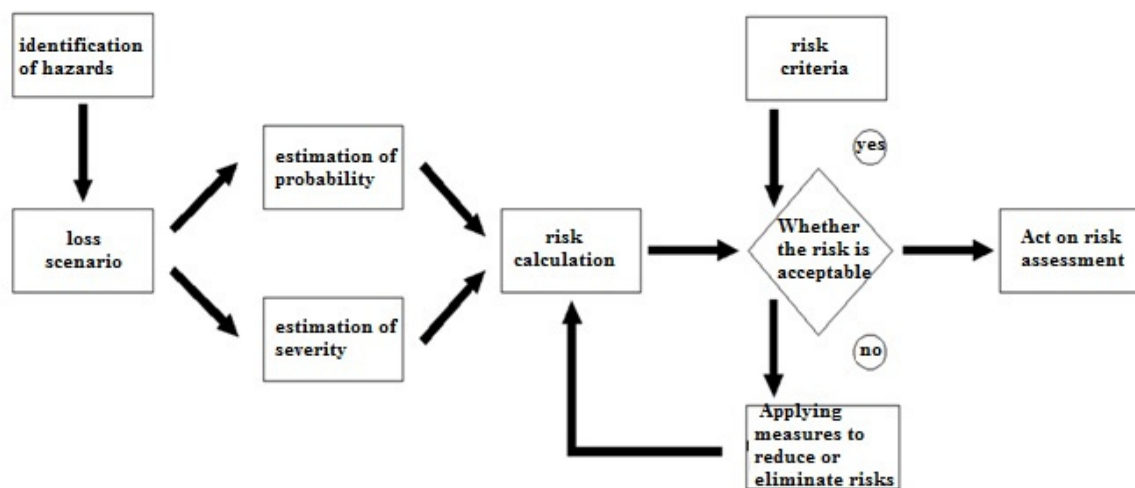 identification
of hazards
loss
scenario
estimation of
probability
estimation of
severity
risk
calculation
risk
criteria
yes
Whether
the risk is
acceptable
no
Act on risk
assessment
Applying
measures to
reduce or
eliminate risks